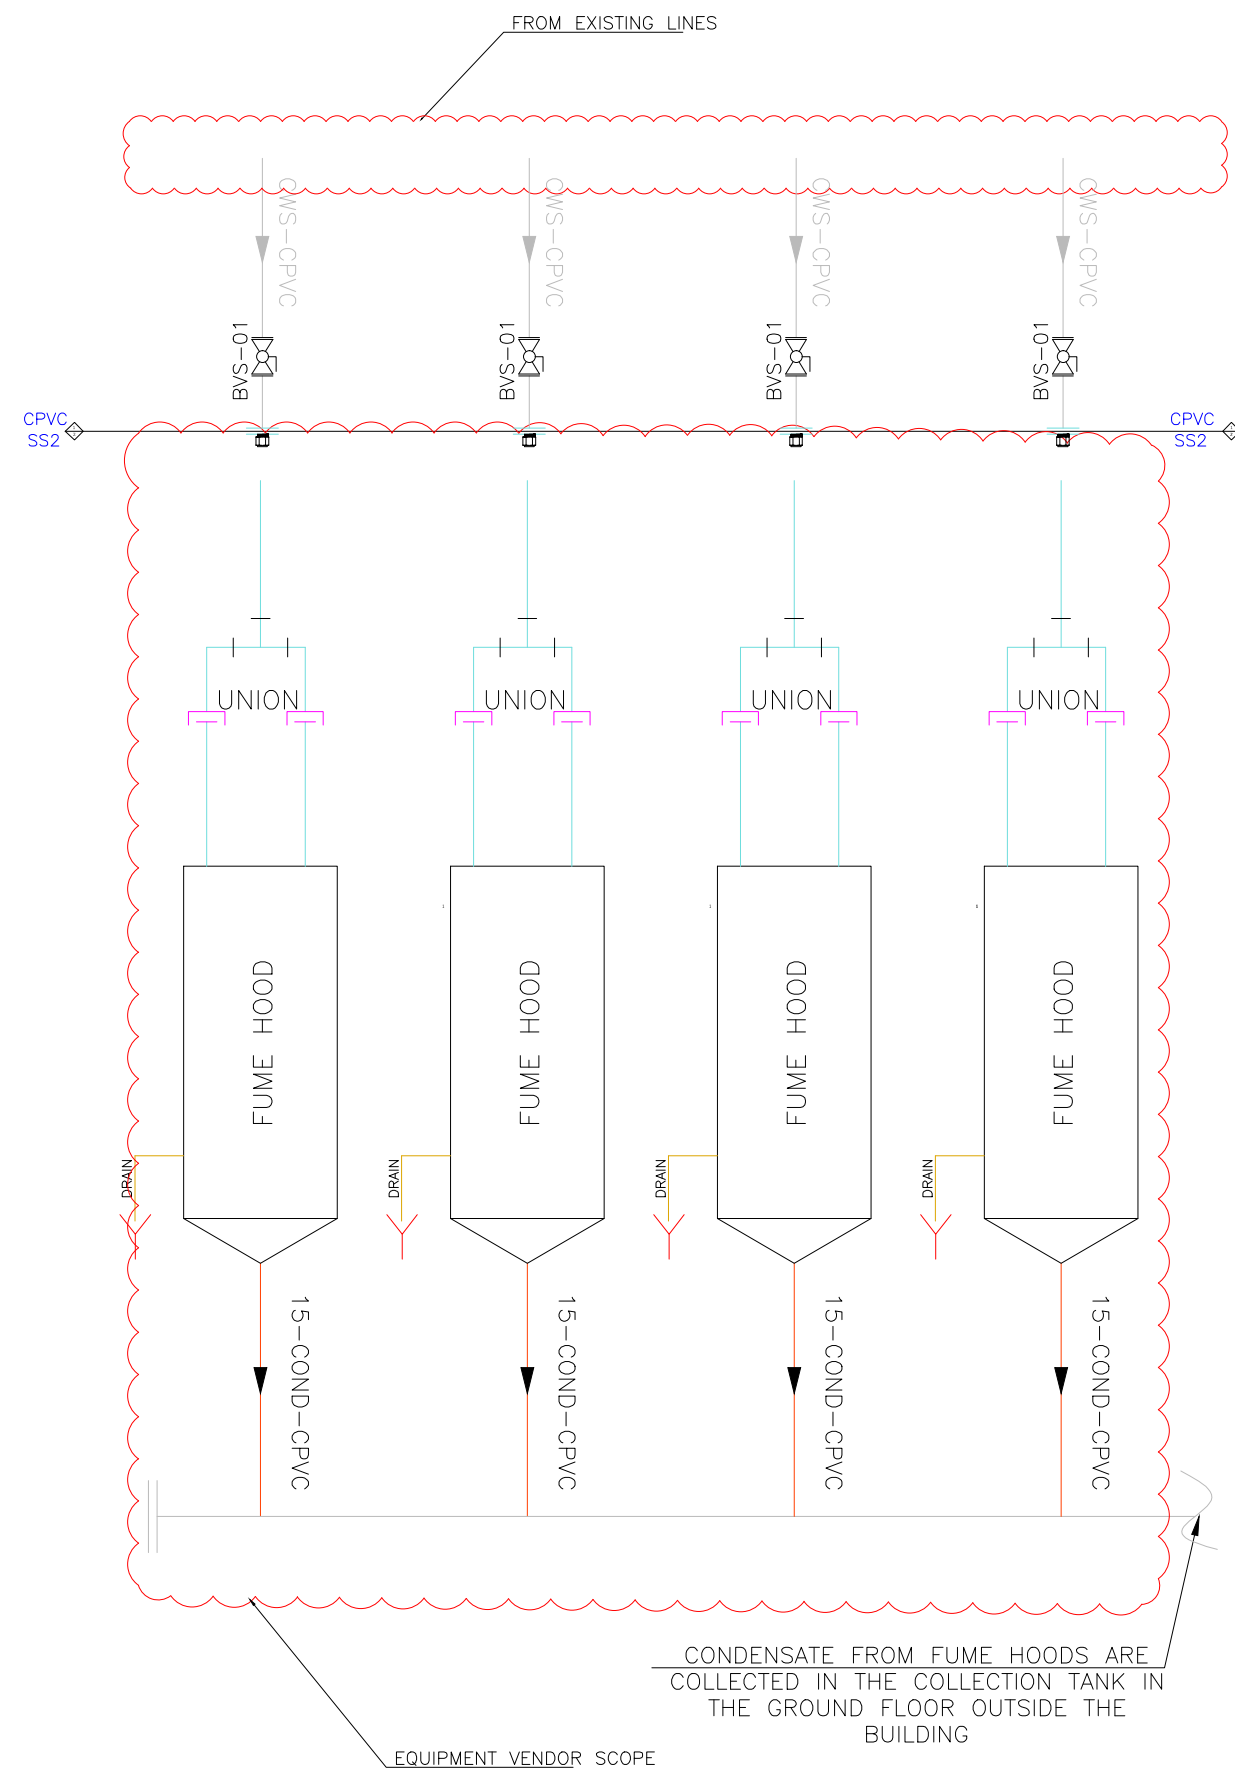 FROM EXISTING LINES
CWS-CPVC
CWS-CPVC
CWS-CPVC
CWS-CPVC
BVS-01
BVS-01
BVS-01
BVS-01
CPVC
SS2
CPVC
SS2
UNION
UNION
UNION
UNION
FUME HOOD
FUME HOOD
FUME HOOD
FUME HOOD
DRAIN
DRAIN
DRAIN
DRAIN
15-COND-CPVC
15-COND-CPVC
15-COND-CPVC
15-COND-CPVC
CONDENSATE FROM FUME HOODS ARE
COLLECTED IN THE COLLECTION TANK IN
THE GROUND FLOOR OUTSIDE THE
BUILDING
EQUIPMENT VENDOR SCOPE